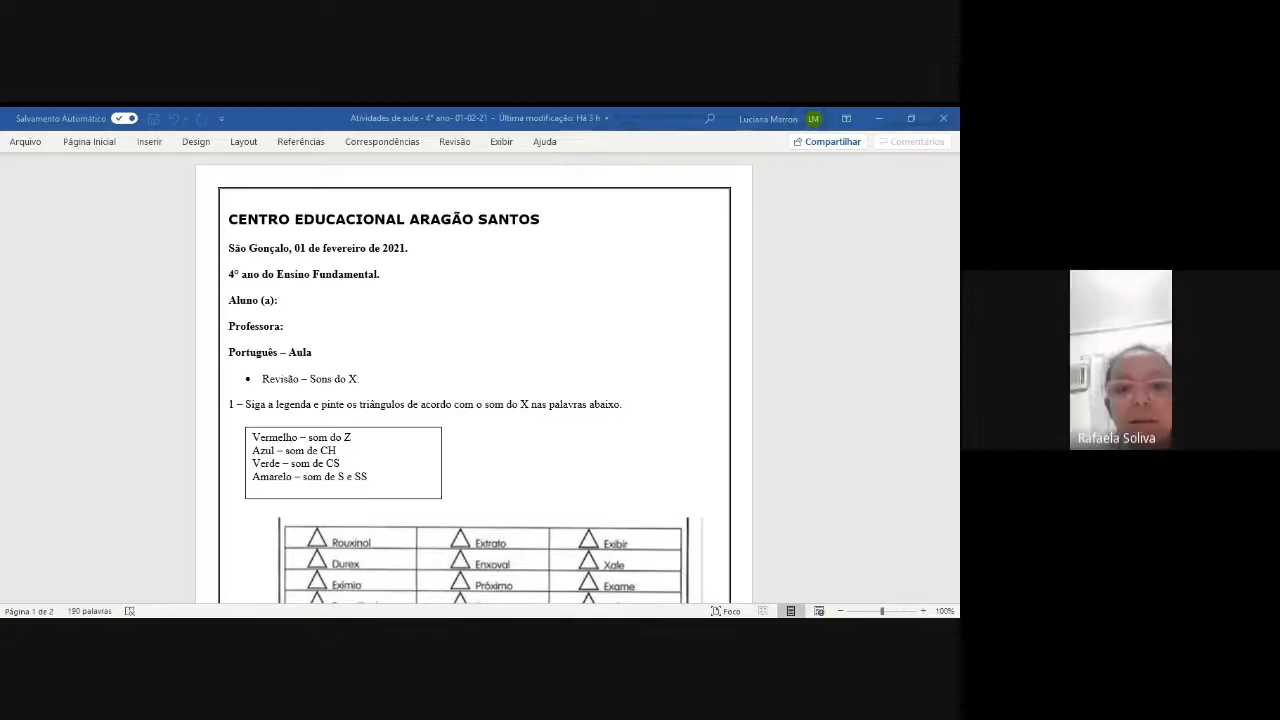 Salvamento Automático
Atividades de aula - 4° ano- 01-02-21 - Última modificação: Há 3 h
Luciana Marron LM
Arquivo Página Inicial Inserir Design Layout Referências Correspondências Revisão Exibir Ajuda Compartilhar Comentários
CENTRO EDUCACIONAL ARAGÃO SANTOS
São Gonçalo, 01 de fevereiro de 2021.
4° ano do Ensino Fundamental.
Aluno (a):
Professora:
Português – Aula
• Revisão – Sons do X.
1 – Siga a legenda e pinte os triângulos de acordo com o som do X nas palavras abaixo.
Vermelho – som do Z
Azul – som de CH
Verde – som de CS
Amarelo – som de S e SS
Rouxinol Extrato Exibir
Durex Enxoval Xale
Exímio Próximo Exame
Rafaela Soliva
Página 1 de 2 190 palavras Foco 100%